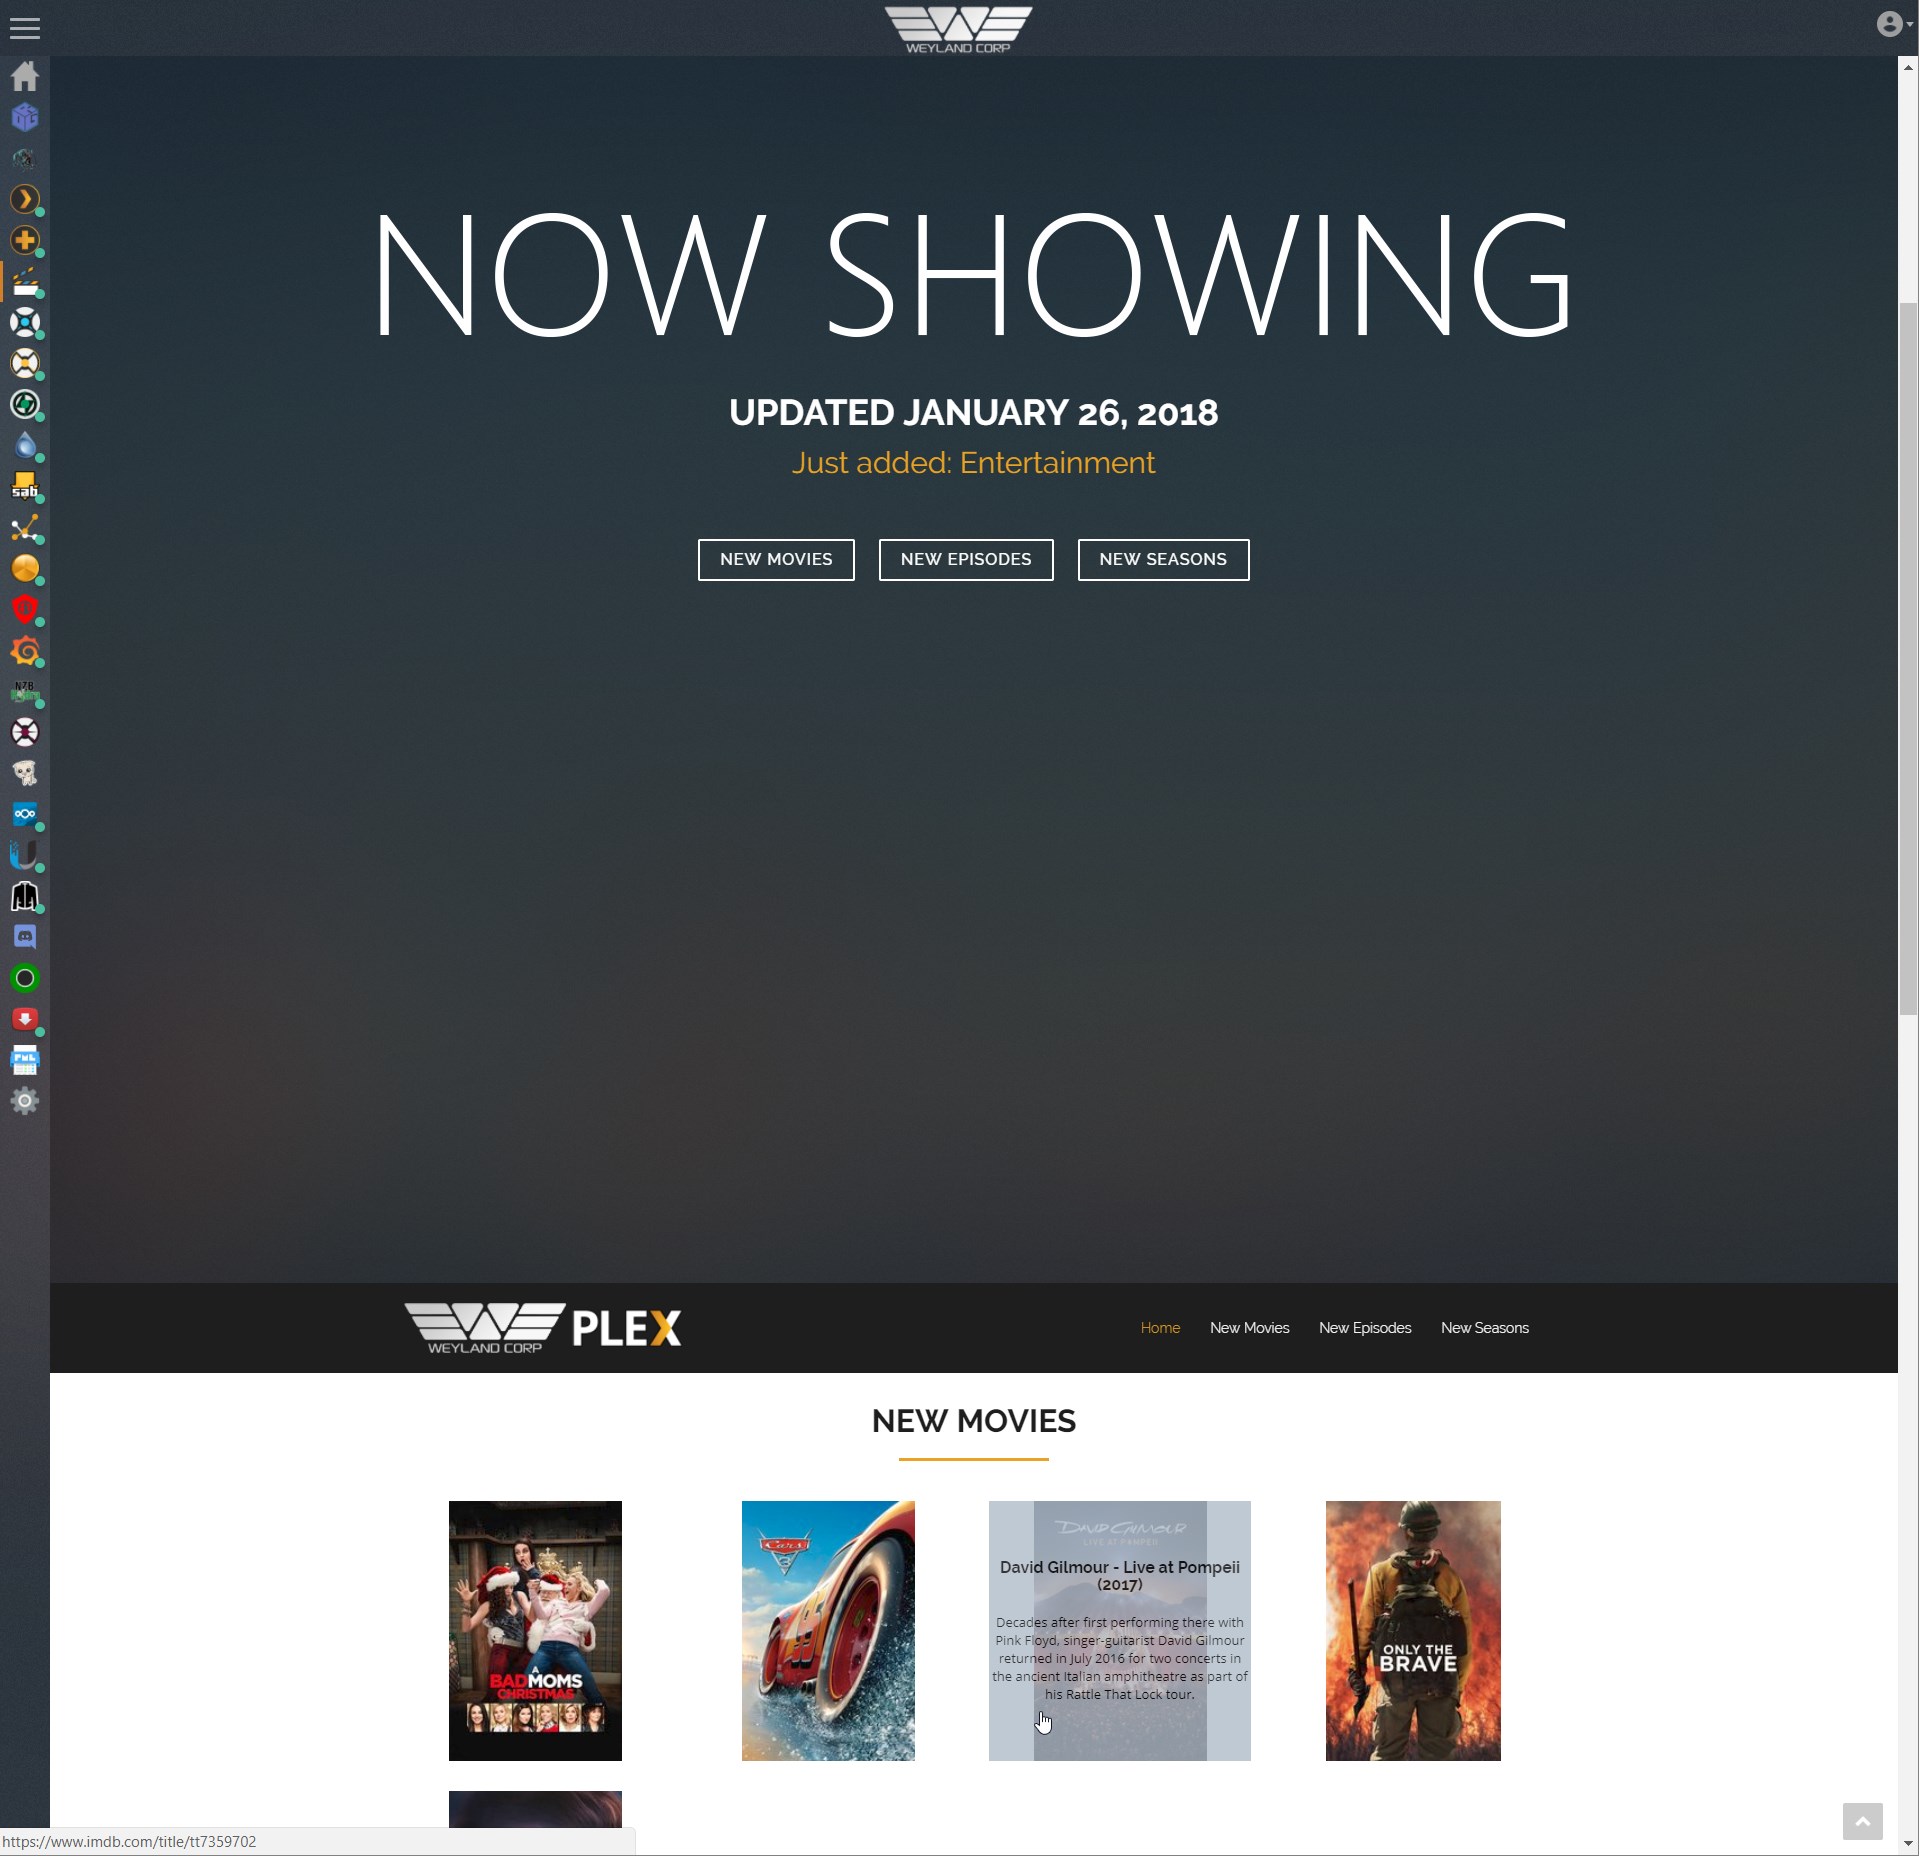 WEYLAND CORP
NOW SHOWING
UPDATED JANUARY 26, 2018
Just added: Entertainment
NEW MOVIES
NEW EPISODES
NEW SEASONS
sab
NZB
WEYLAND CORP
PLEX
Home
New Movies
New Episodes
New Seasons
NEW MOVIES
A
BADMOMS
CHRISTMAS
Cars
3
DAVID GILMOUR
LIVE AT POMPEII
David Gilmour - Live at Pompeii
(2017)
Decades after first performing there with
Pink Floyd, singer-guitarist David Gilmour
returned in July 2016 for two concerts in
the ancient Italian amphitheatre as part of
his Rattle That Lock tour.
ONLY THE
BRAVE
https://www.imdb.com/title/tt7359702